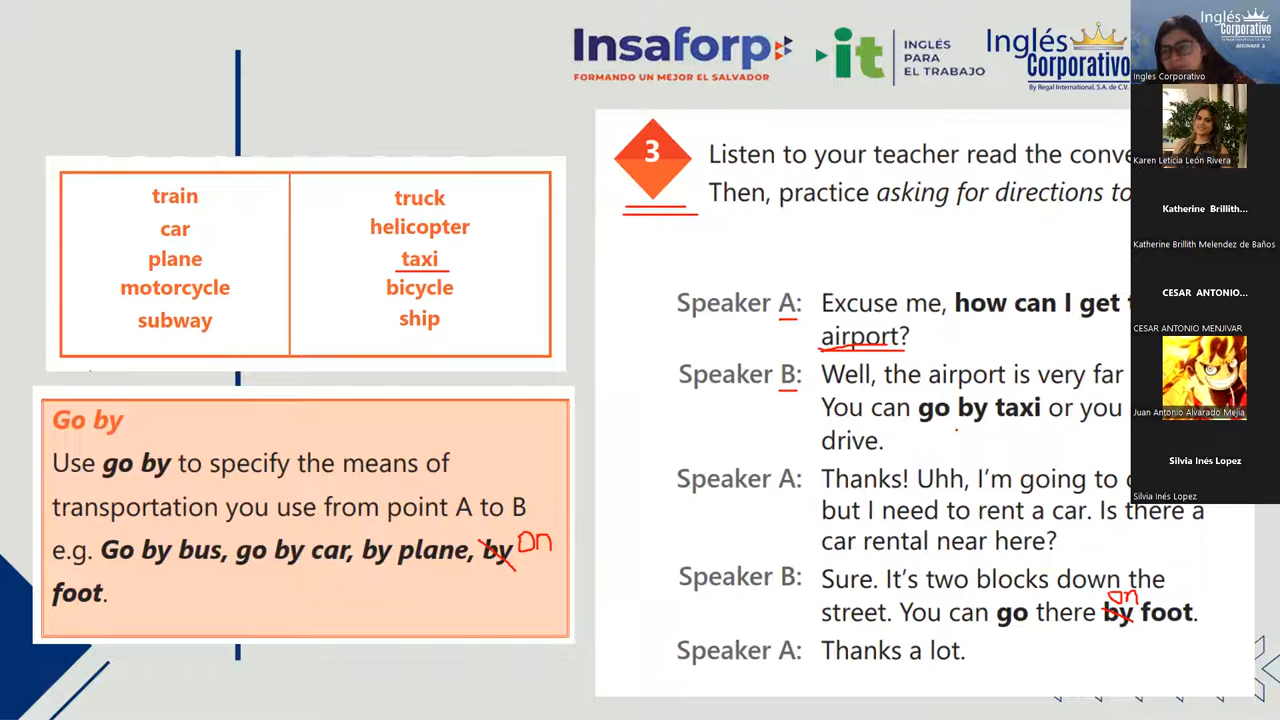 Insaforp
FORMANDO UN MEJOR EL SALVADOR
it
INGLÉS
PARA
EL TRABAJO
Inglés
Corporativo
By Regal International, S.A. de C.V.
train
car
plane
motorcycle
subway
truck
helicopter
taxi
bicycle
ship
Go by
Use go by to specify the means of
transportation you use from point A to B
e.g. Go by bus, go by car, by plane, by On
foot.
3
Listen to your teacher read the conve
Then, practice asking for directions to
Speaker A: Excuse me, how can I get
airport?
Speaker B: Well, the airport is very far
You can go by taxi or you
drive.
Speaker A: Thanks! Uhh, I'm going to
but I need to rent a car. Is there a
car rental near here?
Speaker B: Sure. It's two blocks down the
on
street. You can go there by foot.
Speaker A: Thanks a lot.
Inglés
Corporativo
BEGINNER
Ingles Corporativo
Karen Leticia León Rivera
Katherine Brillith...
Katherine Brillith Melendez de Baños
CESAR ANTONIO...
CESAR ANTONIO MENJIVAR
Juan Antonio Alvarado Mejía
Silvia Inés Lopez
Silvia Inés Lopez